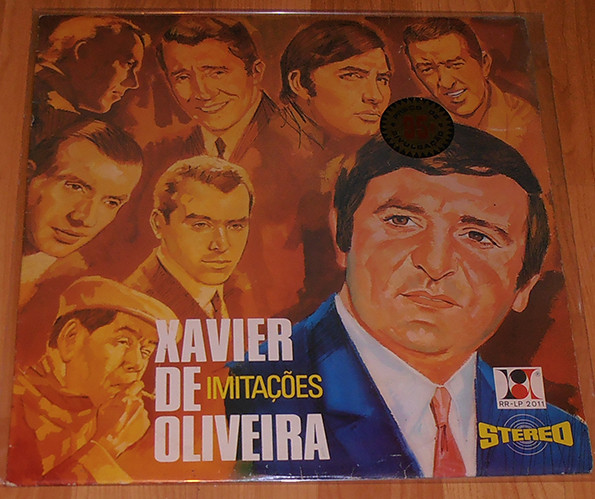 XAVIER
DE IMITAÇÕES
OLIVEIRA
RR-LP 2011
STEREO